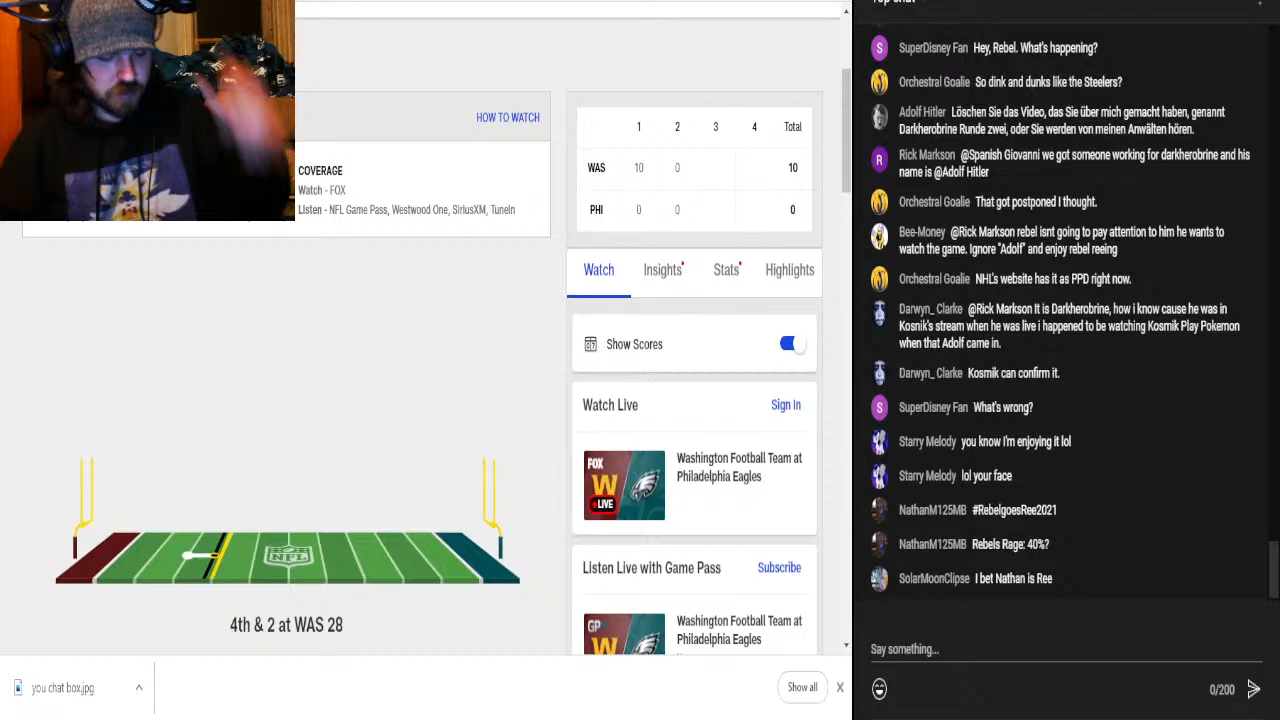 HOW TO WATCH
COVERAGE
Watch - FOX
Listen - NFL Game Pass, Westwood One, SiriusXM, TuneIn
1 2 3 4 Total
WAS 10 0 10
PHI 0 0 0
Watch Insights Stats Highlights
Show Scores
Watch Live Sign In
FOX
W
LIVE
Washington Football Team at
Philadelphia Eagles
Listen Live with Game Pass Subscribe
GP
Washington Football Team at
Philadelphia Eagles
NFL
4th & 2 at WAS 28
you chat box.jpg
Show all X
S SuperDisney Fan Hey, Rebel. What's happening?
Orchestral Goalie So dink and dunks like the Steelers?
Adolf Hitler Löschen Sie das Video, das Sie über mich gemacht haben, genannt
Darkherobrine Runde zwei, oder Sie werden von meinen Anwälten hören.
R Rick Markson @Spanish Giovanni we got someone working for darkherobrine and his
name is @Adolf Hitler
Orchestral Goalie That got postponed I thought.
Bee-Money @Rick Markson rebel isnt going to pay attention to him he wants to
watch the game. Ignore "Adolf" and enjoy rebel reeing
Orchestral Goalie NHL's website has it as PPD right now.
Darwyn_ Clarke @Rick Markson It is Darkherobrine, how i know cause he was in
Kosnik's stream when he was live i happened to be watching Kosmik Play Pokemon
when that Adolf came in.
Darwyn_ Clarke Kosmik can confirm it.
S SuperDisney Fan What's wrong?
Starry Melody you know I'm enjoying it lol
Starry Melody lol your face
NathanM125MB #RebelgoesRee2021
NathanM125MB Rebels Rage: 40%?
SolarMoonClipse I bet Nathan is Ree
Say something...
0/200